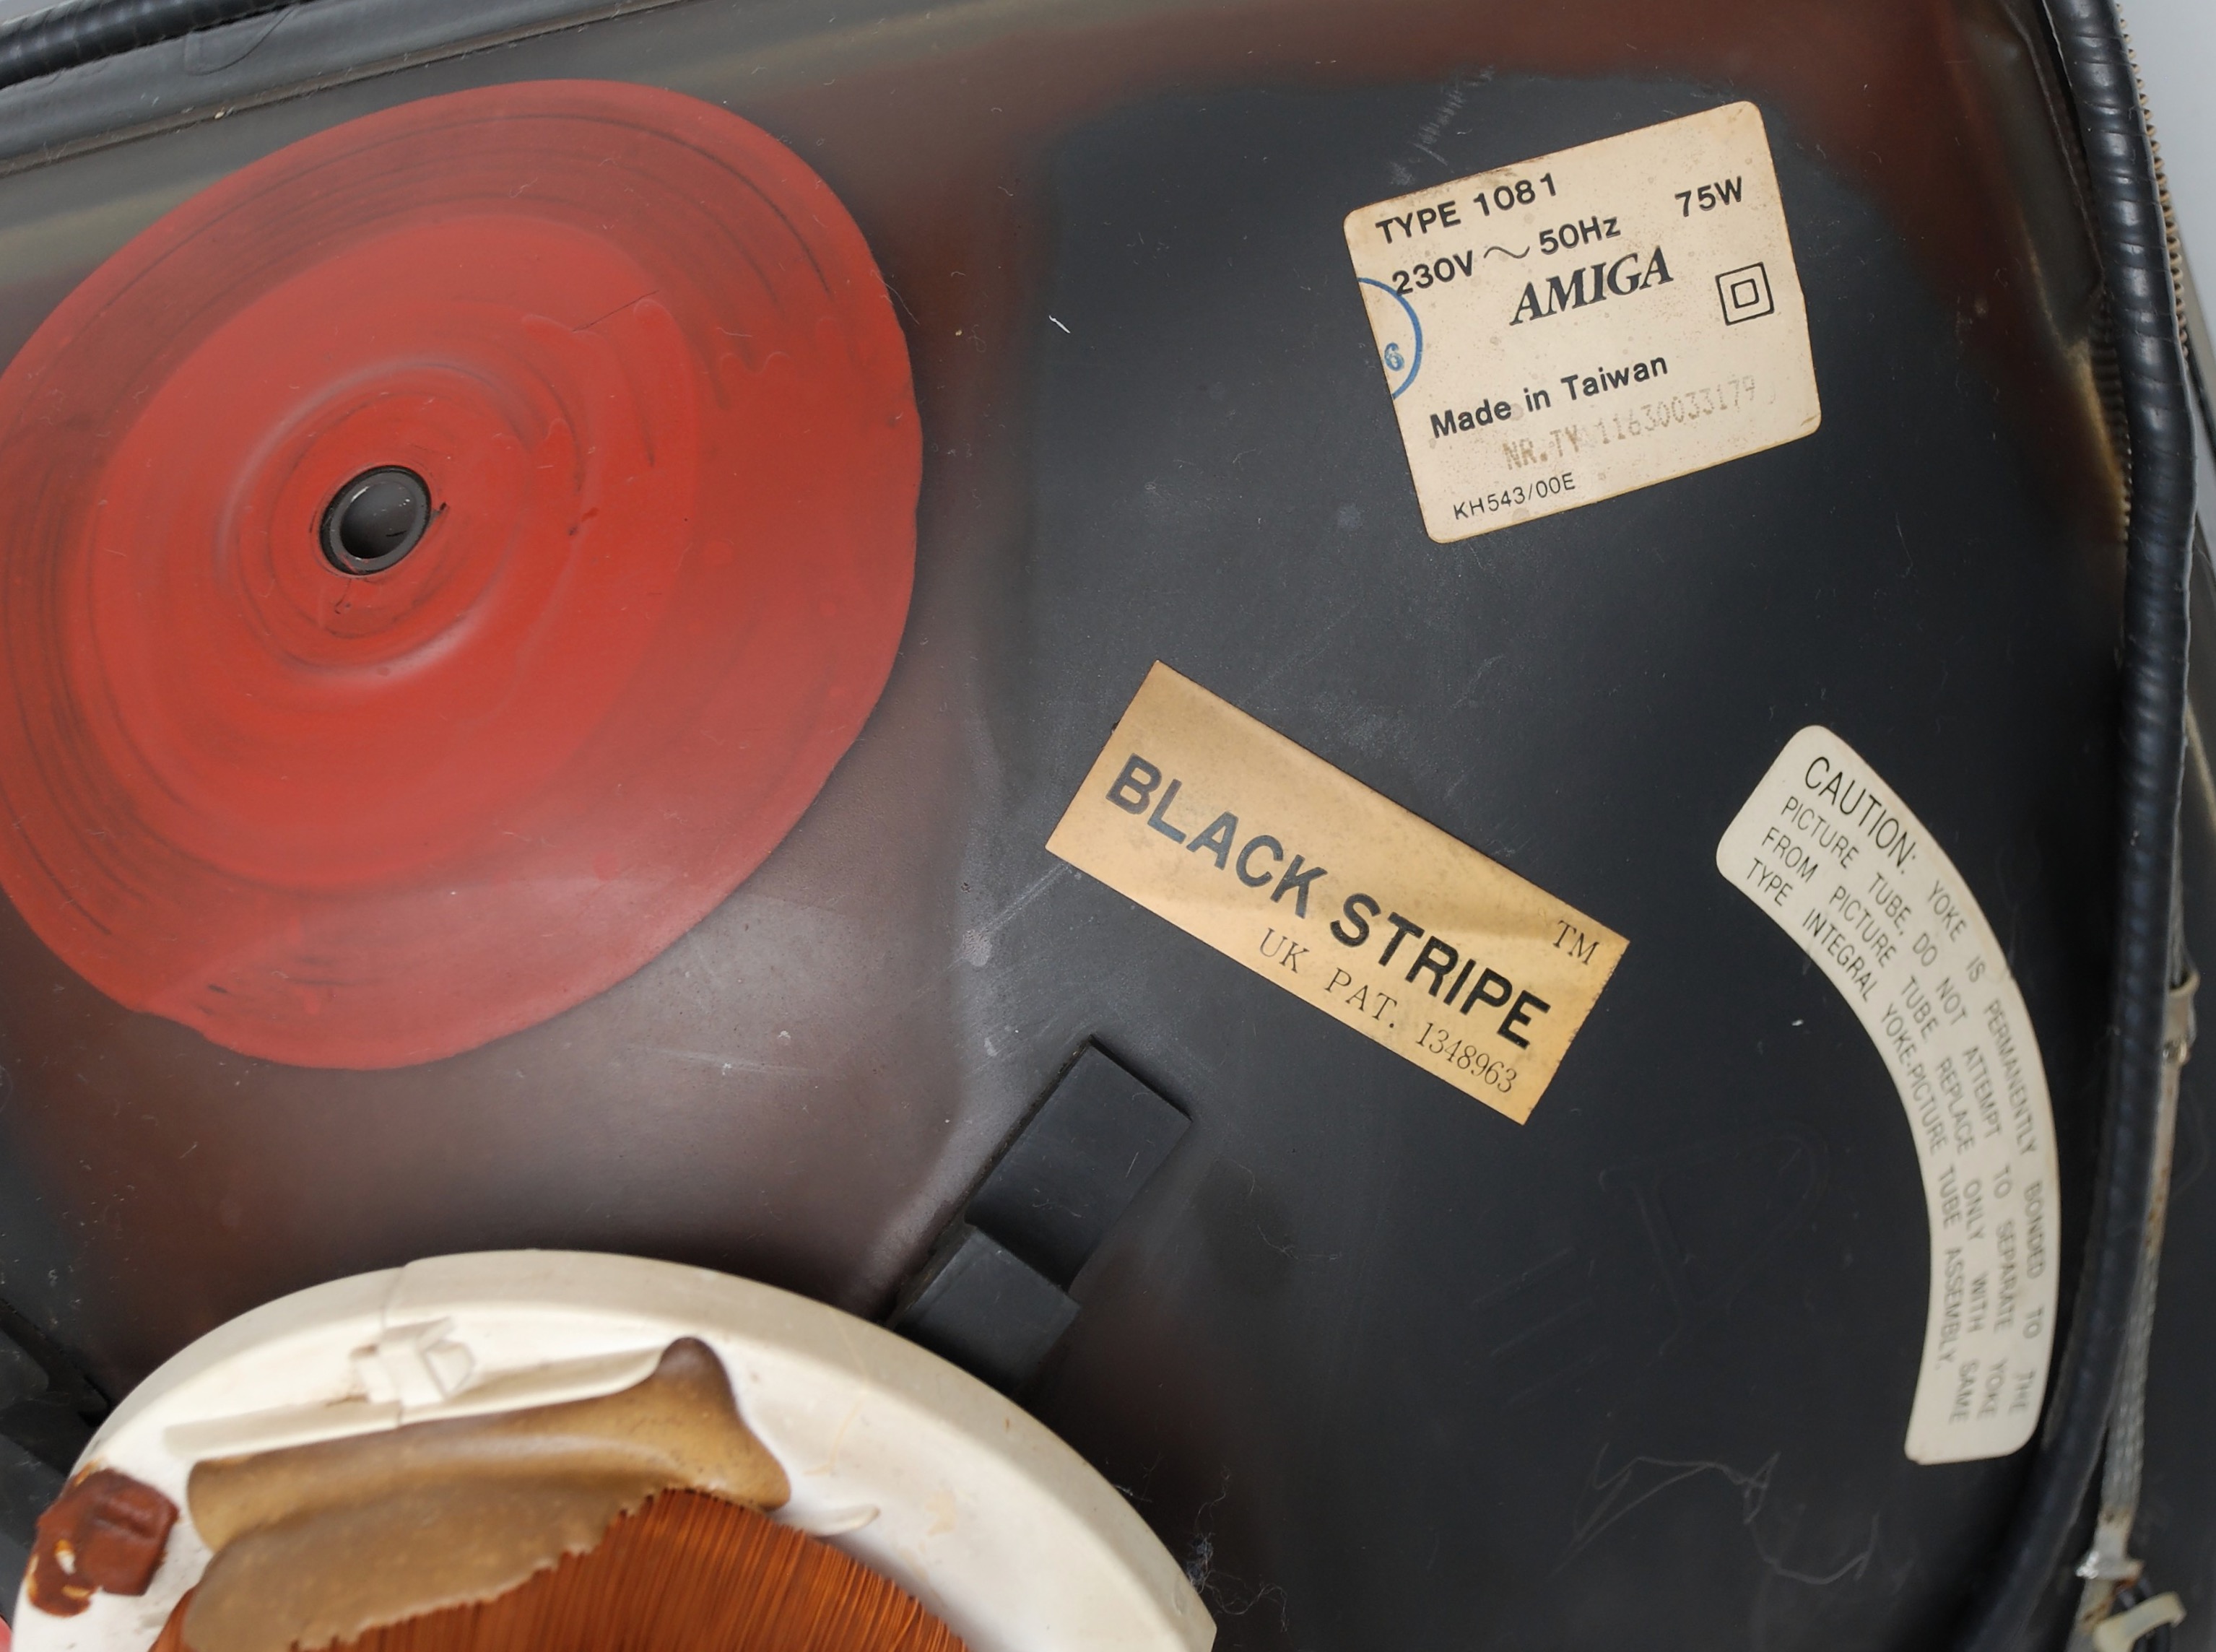 TYPE 1081 75W
230V ~ 50Hz
AMIGA
6
Made in Taiwan
NR.TY 11630033179
KH543/00E
BLACK STRIPE TM
UK PAT. 1348963
CAUTION: YOKE IS PERMANENTLY BONDED TO THE
PICTURE TUBE, DO NOT ATTEMPT TO SEPARATE YOKE
FROM PICTURE TUBE REPLACE ONLY WITH SAME
TYPE INTEGRAL YOKE-PICTURE TUBE ASSEMBLY.